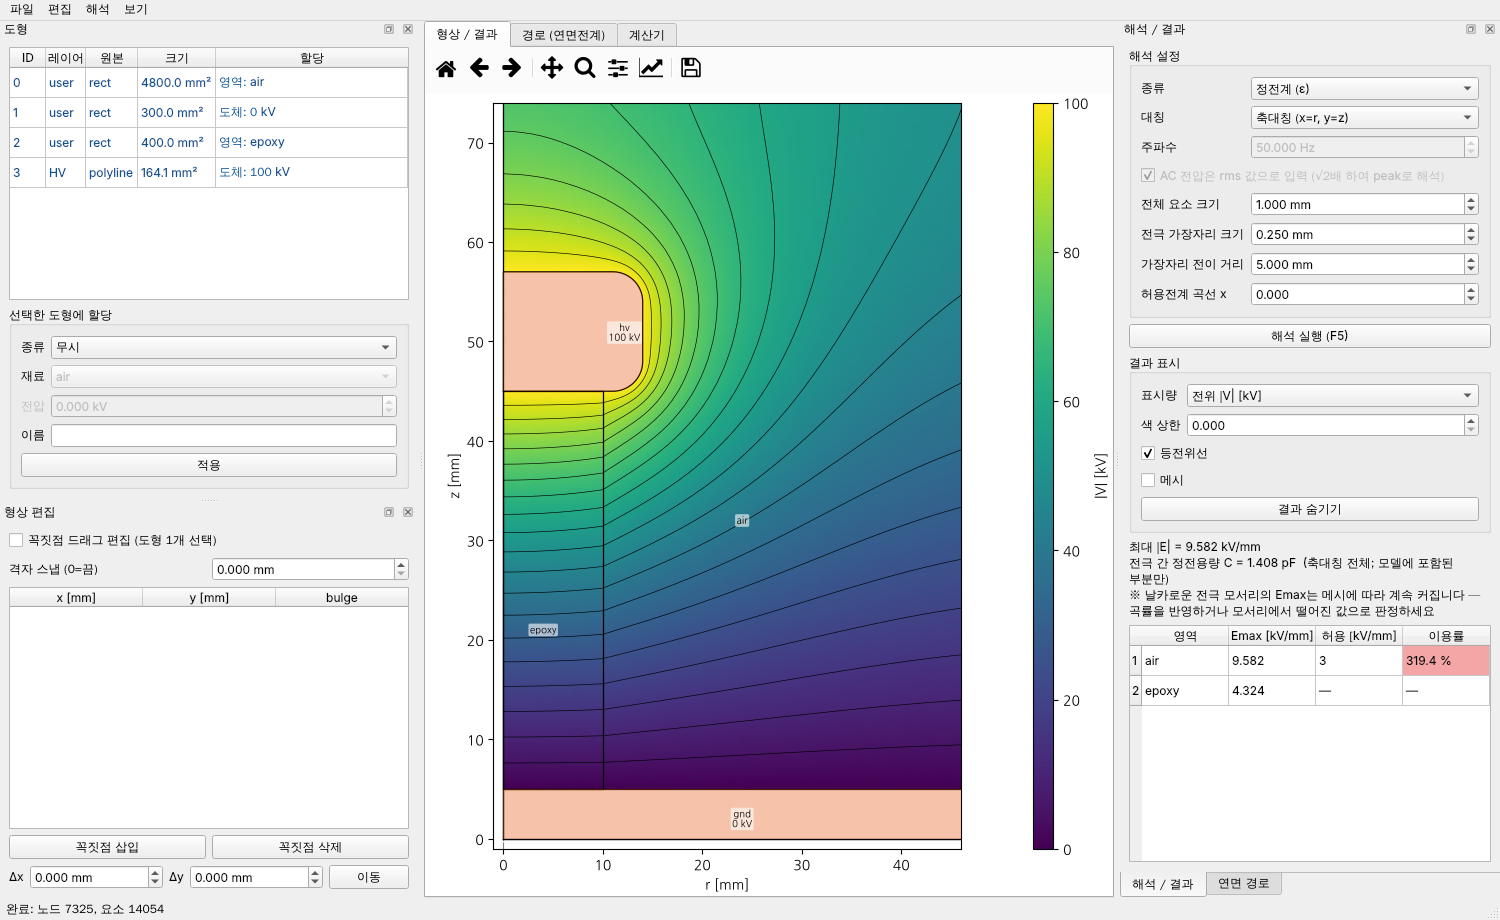 파일 편집 해석 보기
도형
ID 레이어 원본 크기 할당
0 user rect 4800.0 mm² 영역: air
1 user rect 300.0 mm² 도체: 0 kV
2 user rect 400.0 mm² 영역: epoxy
3 HV polyline 164.1 mm² 도체: 100 kV
선택한 도형에 할당
종류 무시
재료 air
전압 0.000 kV
이름
적용
형상 편집
꼭짓점 드래그 편집 (도형 1개 선택)
격자 스냅 (0=끔) 0.000 mm
x [mm] y [mm] bulge
꼭짓점 삽입 꼭짓점 삭제
Δx 0.000 mm Δy 0.000 mm 이동
완료: 노드 7325, 요소 14054
형상 / 결과 경로 (연면전계) 계산기
70
60
50
40
30
20
10
0
z [mm]
0 10 20 30 40
r [mm]
hv
100 kV
air
epoxy
gnd
0 kV
100
80
60
40
20
0
|V| [kV]
해석 / 결과
해석 설정
종류 정전계 (ε)
대칭 축대칭 (x=r, y=z)
주파수 50.000 Hz
AC 전압은 rms 값으로 입력 (√2배 하여 peak로 해석)
전체 요소 크기 1.000 mm
전극 가장자리 크기 0.250 mm
가장자리 전이 거리 5.000 mm
허용전계 곡선 x 0.000
해석 실행 (F5)
결과 표시
표시량 전위 |V| [kV]
색 상한 0.000
등전위선
메시
결과 숨기기
최대 |E| = 9.582 kV/mm
전극 간 정전용량 C = 1.408 pF (축대칭 전체; 모델에 포함된
부분만)
※ 날카로운 전극 모서리의 Emax는 메시에 따라 계속 커집니다 —
곡률을 반영하거나 모서리에서 떨어진 값으로 판정하세요
영역 Emax [kV/mm] 허용 [kV/mm] 이용률
1 air 9.582 3 319.4 %
2 epoxy 4.324 — —
해석 / 결과 연면 경로